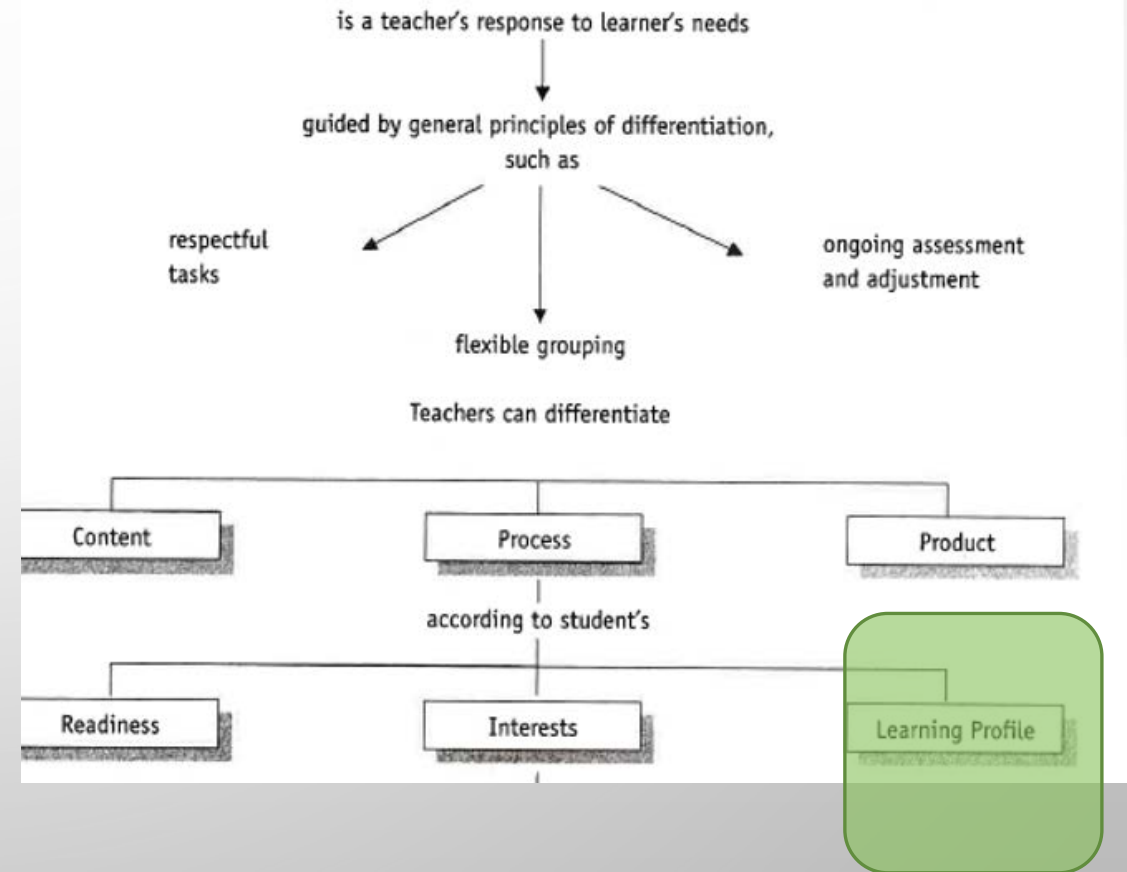 is a teacher's response to learner's needs
guided by general principles of differentiation,
such as
respectful
tasks
ongoing assessment
and adjustment
flexible grouping
Teachers can differentiate
Content
Process
Product
according to student's
Readiness
Interests
Learning Profile